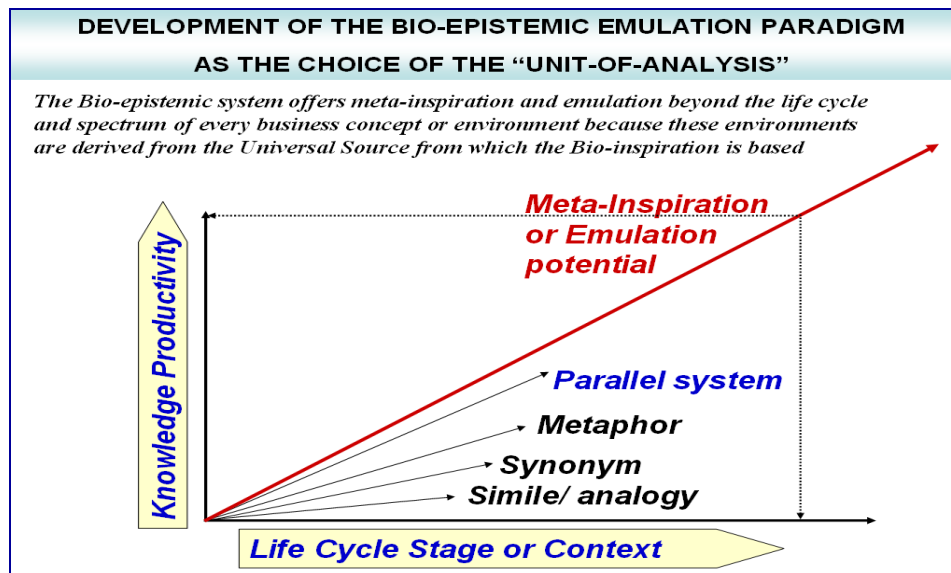 DEVELOPMENT OF THE BIO-EPISTEMIC EMULATION PARADIGM
AS THE CHOICE OF THE “UNIT-OF-ANALYSIS”
The Bio-epistemic system offers meta-inspiration and emulation beyond the life cycle
and spectrum of every business concept or environment because these environments
are derived from the Universal Source from which the Bio-inspiration is based
Meta-Inspiration
or Emulation
potential
Knowledge Productivity
Parallel system
Metaphor
Synonym
Simile/ analogy
Life Cycle Stage or Context